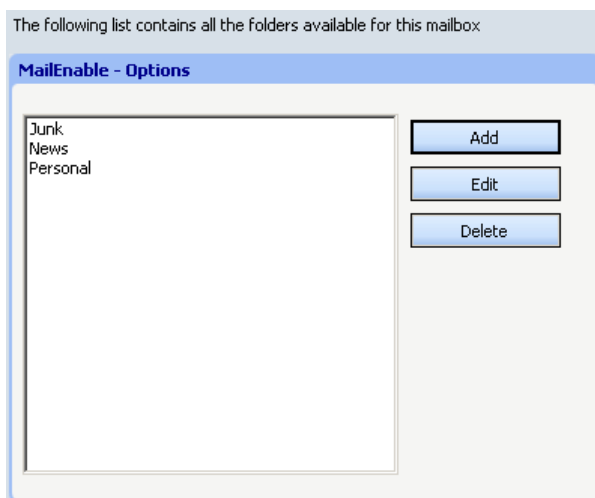 The following list contains all the folders available for this mailbox
MailEnable - Options
Junk
News
Personal
Add
Edit
Delete